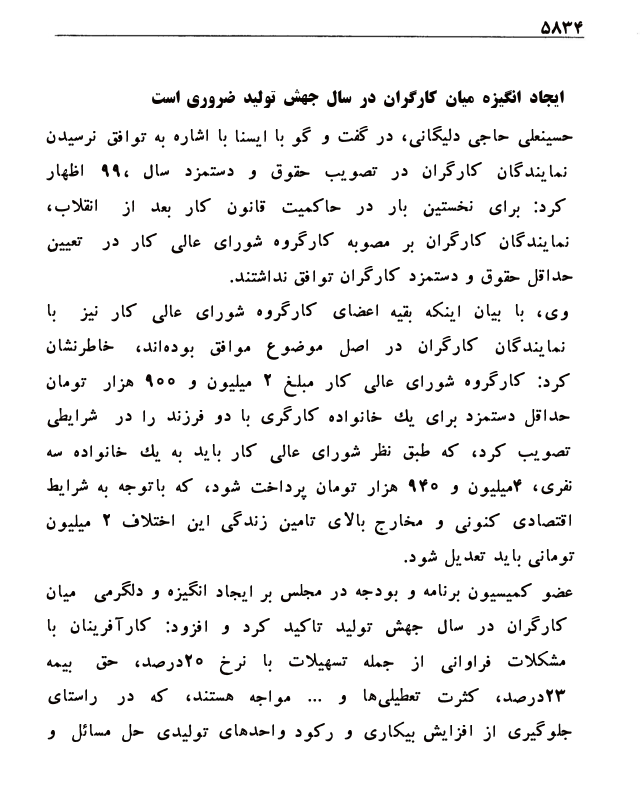 ۵۸۳۴
ایجاد انگیزه میان کارگران در سال جهش تولید ضروری است
حسینعلی حاجی دلیگانی، در گفت و گو با ایسنا با اشاره به توافق نرسیدن
نمایندگان کارگران در تصویب حقوق و دستمزد سال ۹۹، اظهار
کرد: برای نخستین بار در حاکمیت قانون کار بعد از انقلاب،
نمایندگان کارگران بر مصوبه کارگروه شورای عالی کار در تعیین
حداقل حقوق و دستمزد کارگران توافق نداشتند.
وی، با بیان اینکه بقیه اعضای کارگروه شورای عالی کار نیز با
نمایندگان کارگران در اصل موضوع موافق بوده‌اند، خاطرنشان
کرد: کارگروه شورای عالی کار مبلغ ۲ میلیون و ۹۰۰ هزار تومان
حداقل دستمزد برای یك خانواده کارگری با دو فرزند را در شرایطی
تصویب کرد، که طبق نظر شورای عالی کار باید به یك خانواده سه
نفری، ۴میلیون و ۹۴۰ هزار تومان پرداخت شود، که باتوجه به شرایط
اقتصادی کنونی و مخارج بالای تامین زندگی این اختلاف ۲ میلیون
تومانی باید تعدیل شود.
عضو کمیسیون برنامه و بودجه در مجلس بر ایجاد انگیزه و دلگرمی میان
کارگران در سال جهش تولید تاکید کرد و افزود: کارآفرینان با
مشکلات فراوانی از جمله تسهیلات با نرخ ۲۰درصد، حق بیمه
۲۳درصد، کثرت تعطیلی‌ها و ... مواجه هستند، که در راستای
جلوگیری از افزایش بیکاری و رکود واحدهای تولیدی حل مسائل و